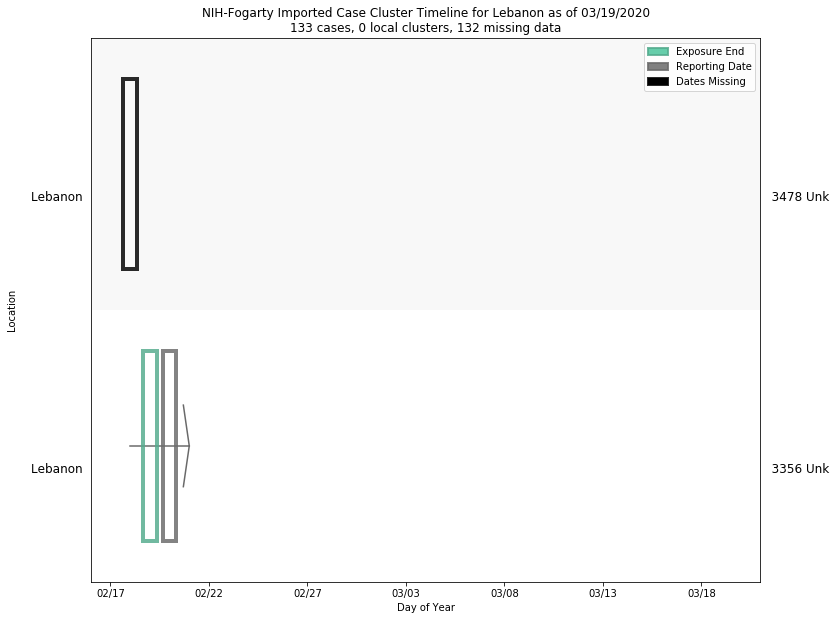 NIH-Fogarty Imported Case Cluster Timeline for Lebanon as of 03/19/2020
133 cases, 0 local clusters, 132 missing data
Exposure End
Reporting Date
Dates Missing
Lebanon
3478 Unk
Location
Lebanon
3356 Unk
02/17 02/22 02/27 03/03 03/08 03/13 03/18
Day of Year